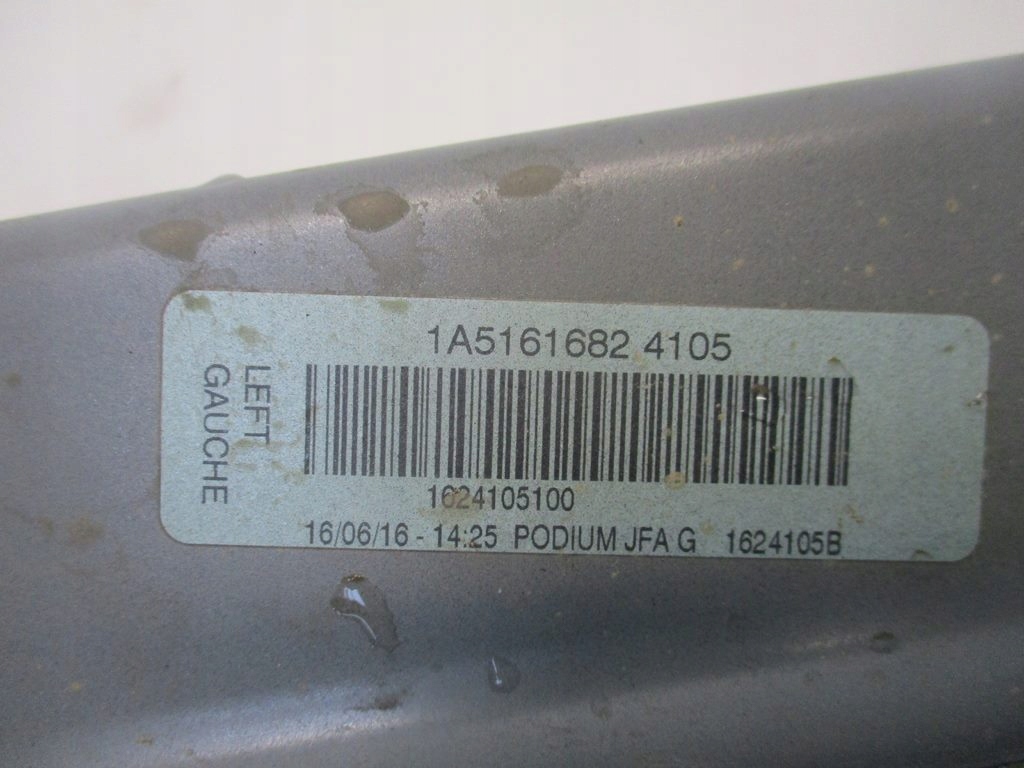 1A5161682 4105
LEFT
GAUCHE
1624105100
16/06/16 - 14:25 PODIUM JFA G 1624105B